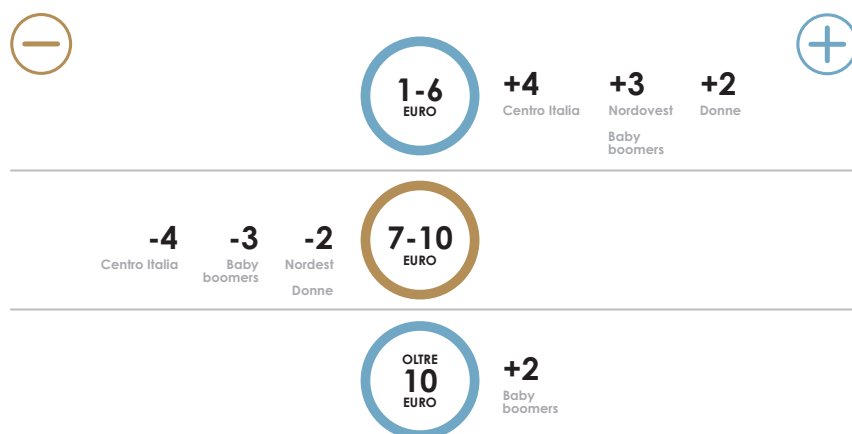 1-6
EURO
+4
Centro Italia
+3
Nordovest
Baby
boomers
+2
Donne
-4
Centro Italia
-3
Baby
boomers
-2
Nordest
Donne
7-10
EURO
OLTRE
10
EURO
+2
Baby
boomers